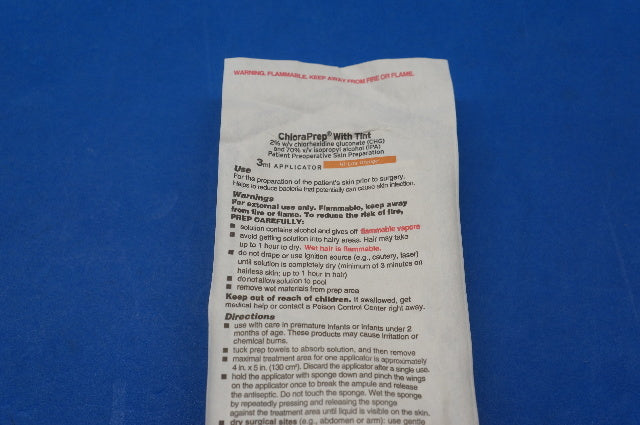 WARNING. FLAMMABLE. KEEP AWAY FROM FIRE OR FLAME.
ChloraPrep® With Tint
2% w/v chlorhexidine gluconate (CHG)
and 70% v/v isopropyl alcohol (IPA)
Patient Preoperative Skin Preparation
3ml APPLICATOR
Use
For the preparation of the patient's skin prior to surgery.
Helps to reduce bacteria that potentially can cause skin infection.
Warnings
For external use only. Flammable, keep away
from fire or flame. To reduce the risk of fire,
PREP CAREFULLY:
■ solution contains alcohol and gives off flammable vapors
■ avoid getting solution into hairy areas. Hair may take
up to 1 hour to dry. Wet hair is flammable.
■ do not drape or use ignition source (e.g., cautery, laser)
until solution is completely dry (minimum of 3 minutes on
hairless skin; up to 1 hour in hair)
■ do not allow solution to pool
■ remove wet materials from prep area
Keep out of reach of children. If swallowed, get
medical help or contact a Poison Control Center right away.
Directions
■ use with care in premature infants or infants under 2
months of age. These products may cause irritation or
chemical burns.
■ tuck prep towels to absorb solution, and then remove
■ maximal treatment area for one applicator is approximately
4 in. x 5 in. (130 cm²). Discard the applicator after a single use.
■ hold the applicator with sponge down and pinch the wings
on the applicator once to break the ampule and release
the antiseptic. Do not touch the sponge. Wet the sponge
by repeatedly pressing and releasing the sponge
against the treatment area until liquid is visible on the skin.
■ dry surgical sites (e.g., abdomen or arm): use gentle